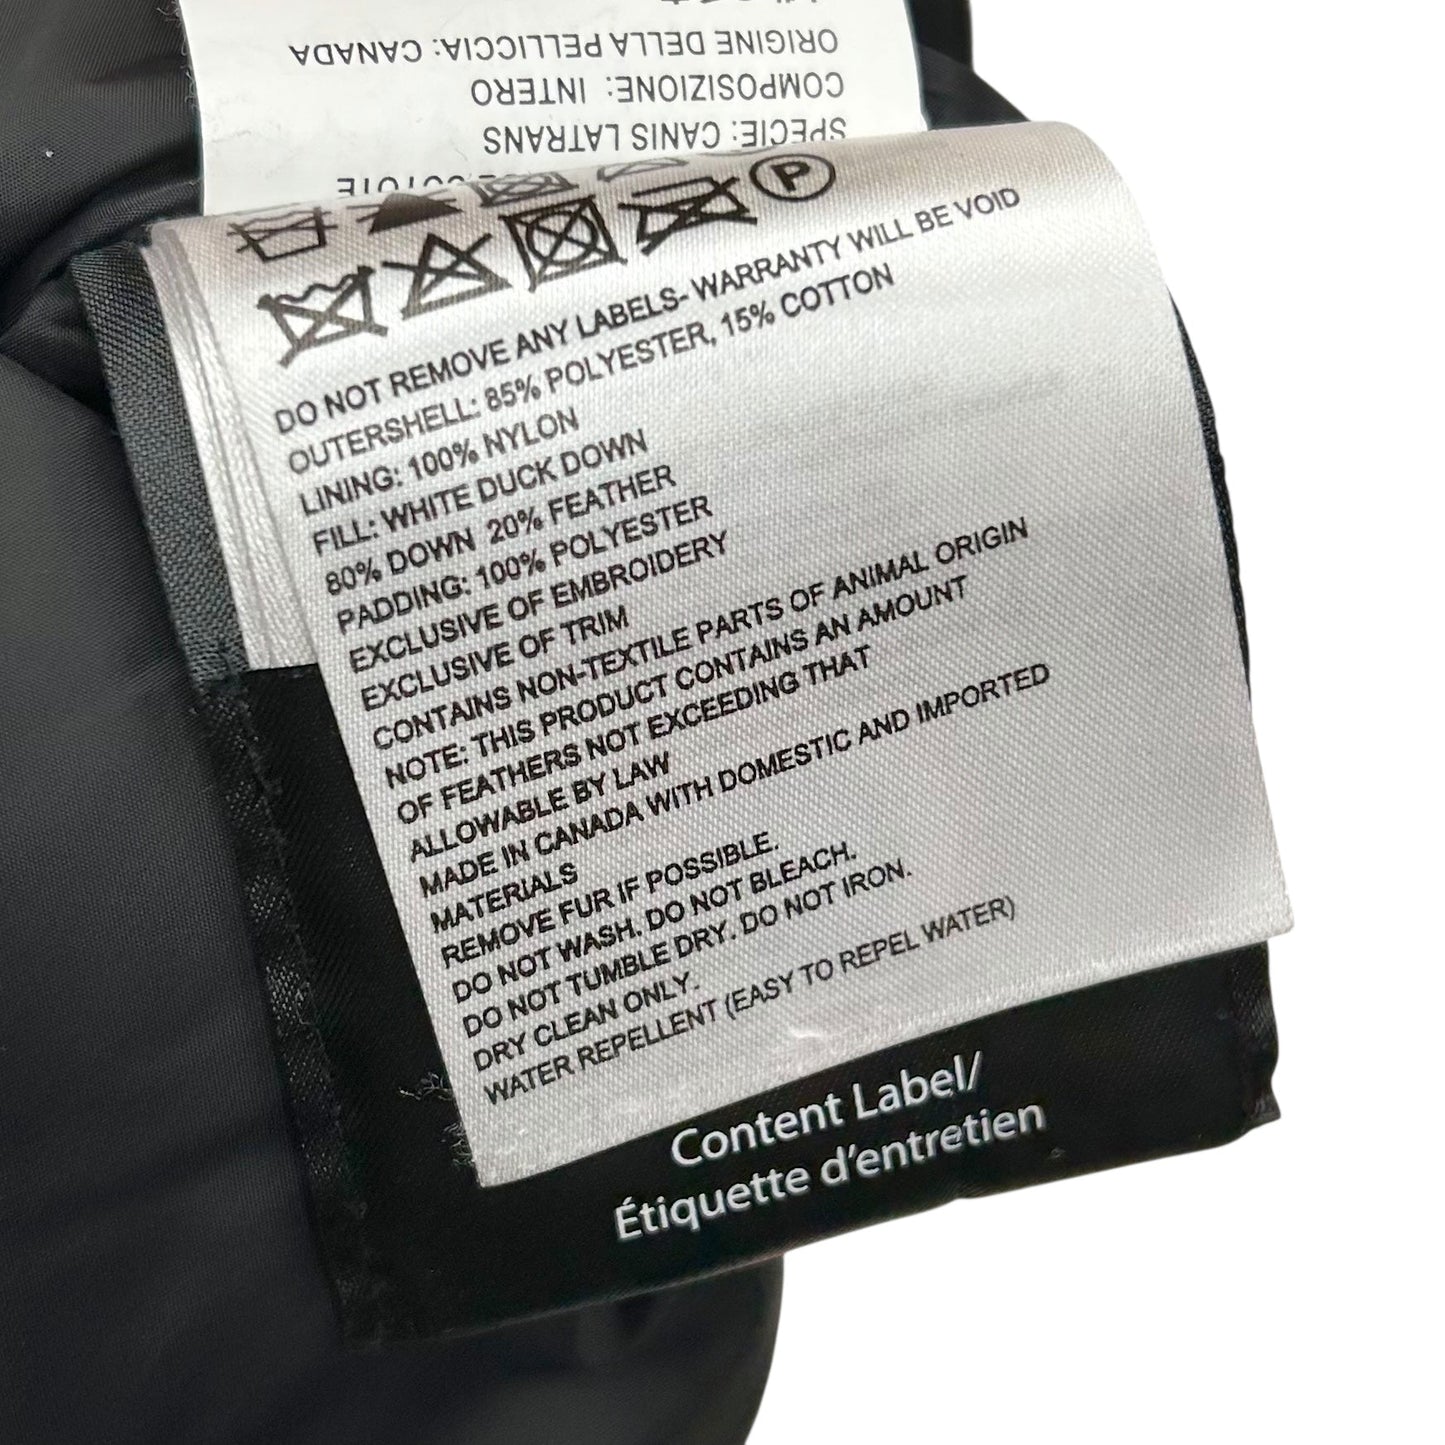 ORIGINE DELLA PELLICCIA: CANADA
COMPOSIZIONE: INTERO
SPECIE: CANIS LATRANS
P
DO NOT REMOVE ANY LABELS- WARRANTY WILL BE VOID
OUTERSHELL: 85% POLYESTER, 15% COTTON
LINING: 100% NYLON
FILL: WHITE DUCK DOWN
80% DOWN 20% FEATHER
PADDING: 100% POLYESTER
EXCLUSIVE OF EMBROIDERY
EXCLUSIVE OF TRIM
CONTAINS NON-TEXTILE PARTS OF ANIMAL ORIGIN
NOTE: THIS PRODUCT CONTAINS AN AMOUNT
OF FEATHERS NOT EXCEEDING THAT
ALLOWABLE BY LAW
MADE IN CANADA WITH DOMESTIC AND IMPORTED
MATERIALS
REMOVE FUR IF POSSIBLE.
DO NOT WASH. DO NOT BLEACH.
DO NOT TUMBLE DRY. DO NOT IRON.
DRY CLEAN ONLY.
WATER REPELLENT (EASY TO REPEL WATER)
Content Label/
Étiquette d'entretien